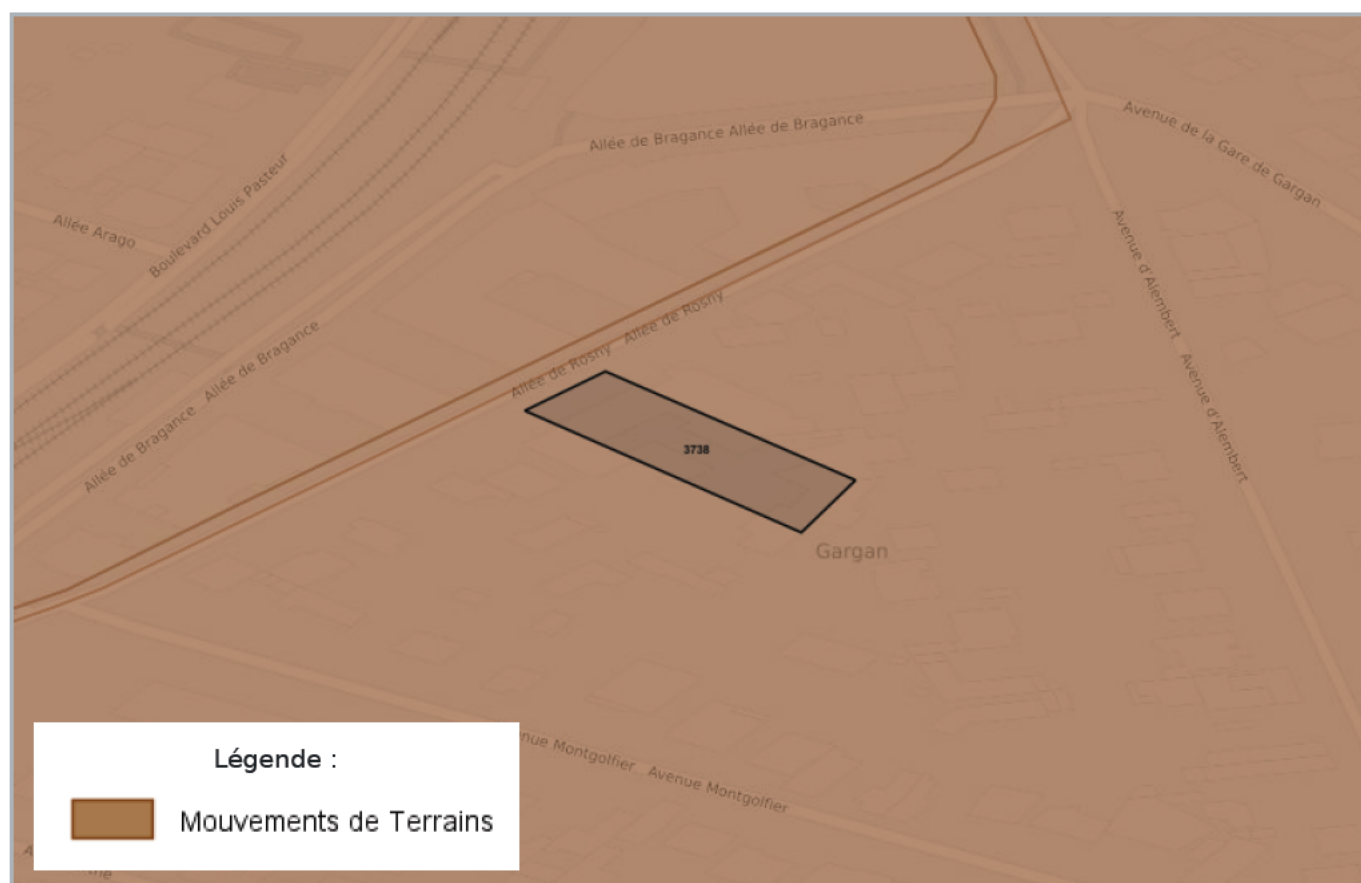 Allée de Bragance Allée de Bragance
Avenue de la Gare de Gargan
Boulevard Louis Pasteur
Allée Arago
Avenue d'Alembert Avenue d'Alembert
Allée de Rosny Allée de Rosny
Allée de Bragance Allée de Bragance
3738
Gargan
nue Montgolfier Avenue Montgolfier
Légende :
Mouvements de Terrains